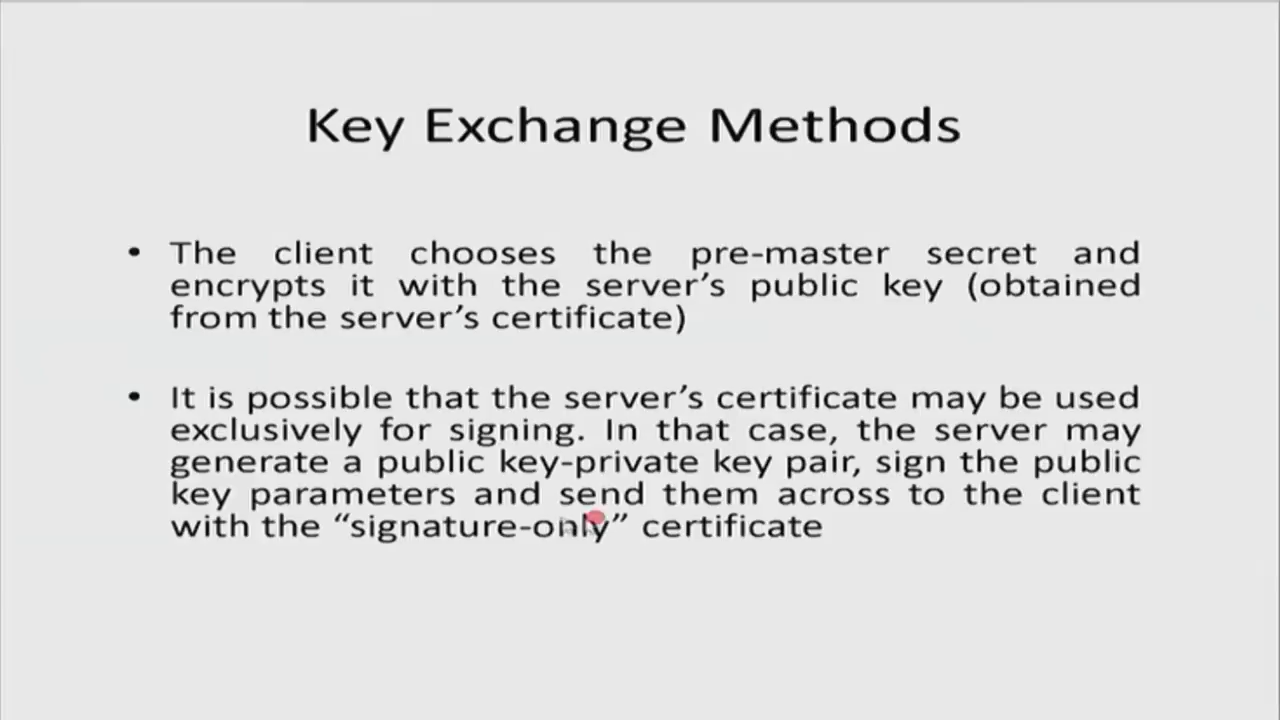 Key Exchange Methods
• The client chooses the pre-master secret and
encrypts it with the server’s public key (obtained
from the server’s certificate)
• It is possible that the server’s certificate may be used
exclusively for signing. In that case, the server may
generate a public key-private key pair, sign the public
key parameters and send them across to the client
with the “signature-only” certificate